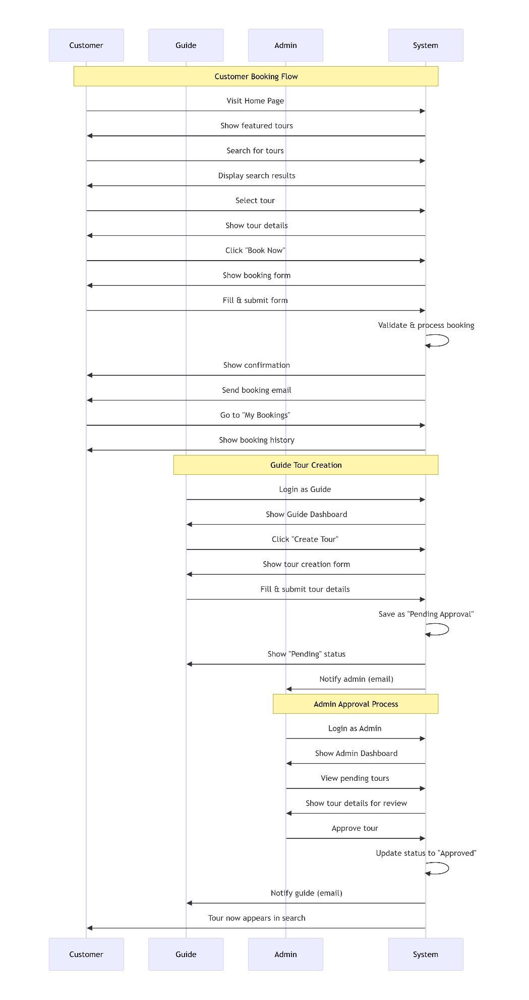 Customer
Guide
Admin
System
Customer Booking Flow
Visit Home Page
Show featured tours
Search for tours
Display search results
Select tour
Show tour details
Click "Book Now"
Show booking form
Fill & submit form
Validate & process booking
Show confirmation
Send booking email
Go to "My Bookings"
Show booking history
Guide Tour Creation
Login as Guide
Show Guide Dashboard
Click "Create Tour"
Show tour creation form
Fill & submit tour details
Save as "Pending Approval"
Show "Pending" status
Notify admin (email)
Admin Approval Process
Login as Admin
Show Admin Dashboard
View pending tours
Show tour details for review
Approve tour
Update status to "Approved"
Notify guide (email)
Tour now appears in search
Customer
Guide
Admin
System